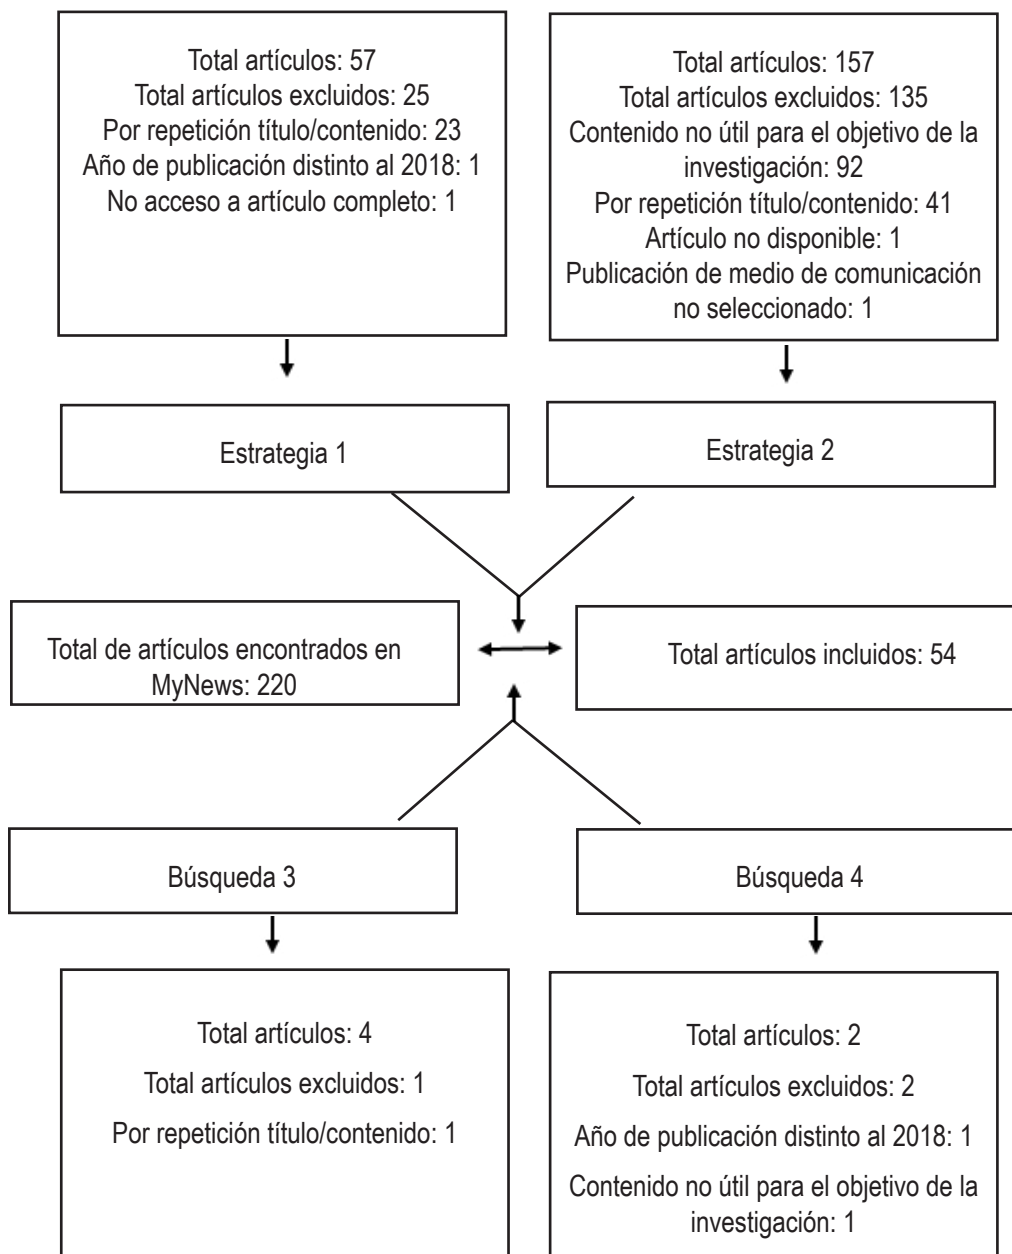 Total artículos: 57
Total artículos excluidos: 25
Por repetición título/contenido: 23
Año de publicación distinto al 2018: 1
No acceso a artículo completo: 1
Total artículos: 157
Total artículos excluidos: 135
Contenido no útil para el objetivo de la
investigación: 92
Por repetición título/contenido: 41
Artículo no disponible: 1
Publicación de medio de comunicación
no seleccionado: 1
Estrategia 1
Estrategia 2
Total de artículos encontrados en
MyNews: 220
Total artículos incluidos: 54
Búsqueda 3
Búsqueda 4
Total artículos: 4
Total artículos excluidos: 1
Por repetición título/contenido: 1
Total artículos: 2
Total artículos excluidos: 2
Año de publicación distinto al 2018: 1
Contenido no útil para el objetivo de la
investigación: 1